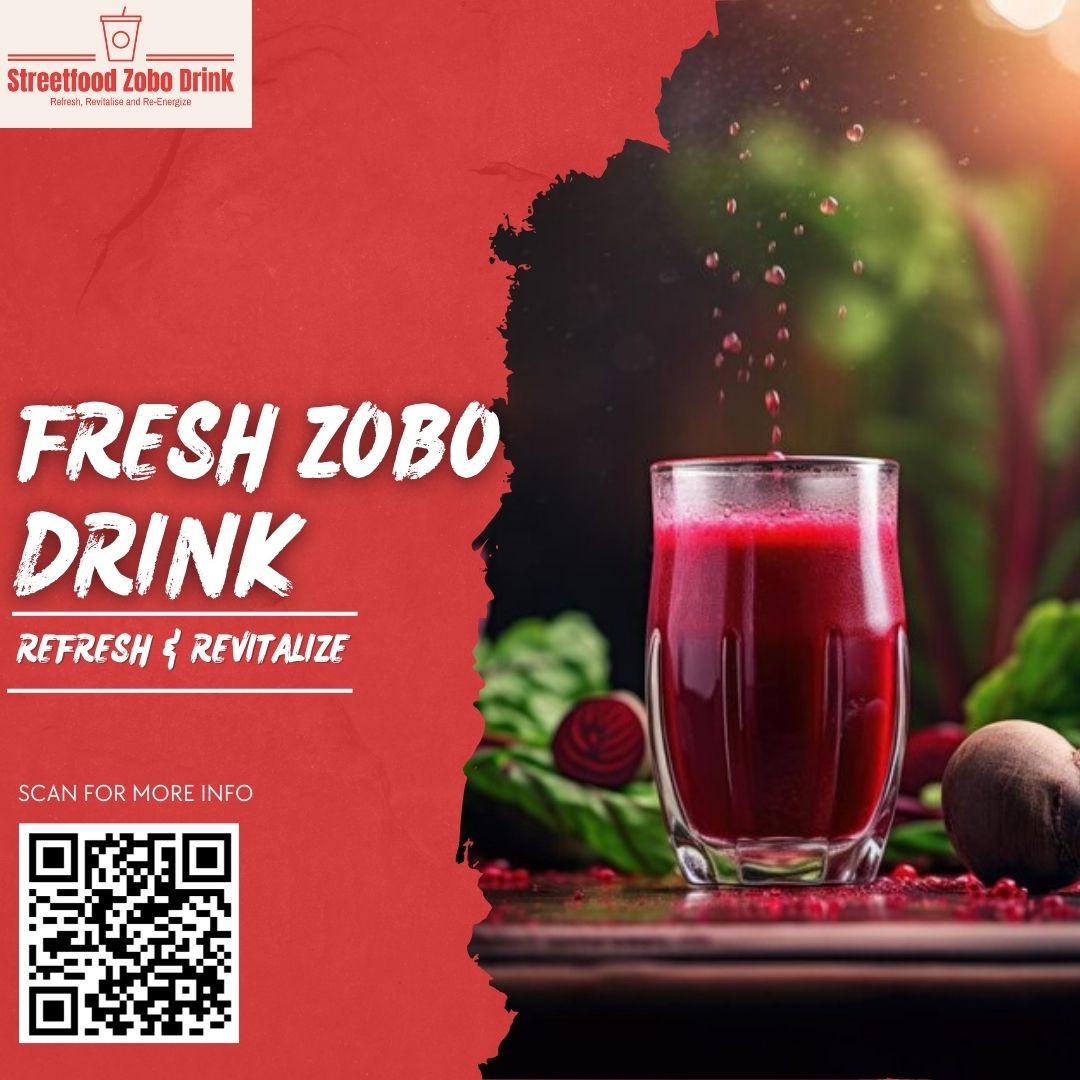 Streetfood Zobo Drink
Refresh, Revitalise and Re-Energize
FRESH ZOBO
DRINK
REFRESH & REVITALIZE
SCAN FOR MORE INFO